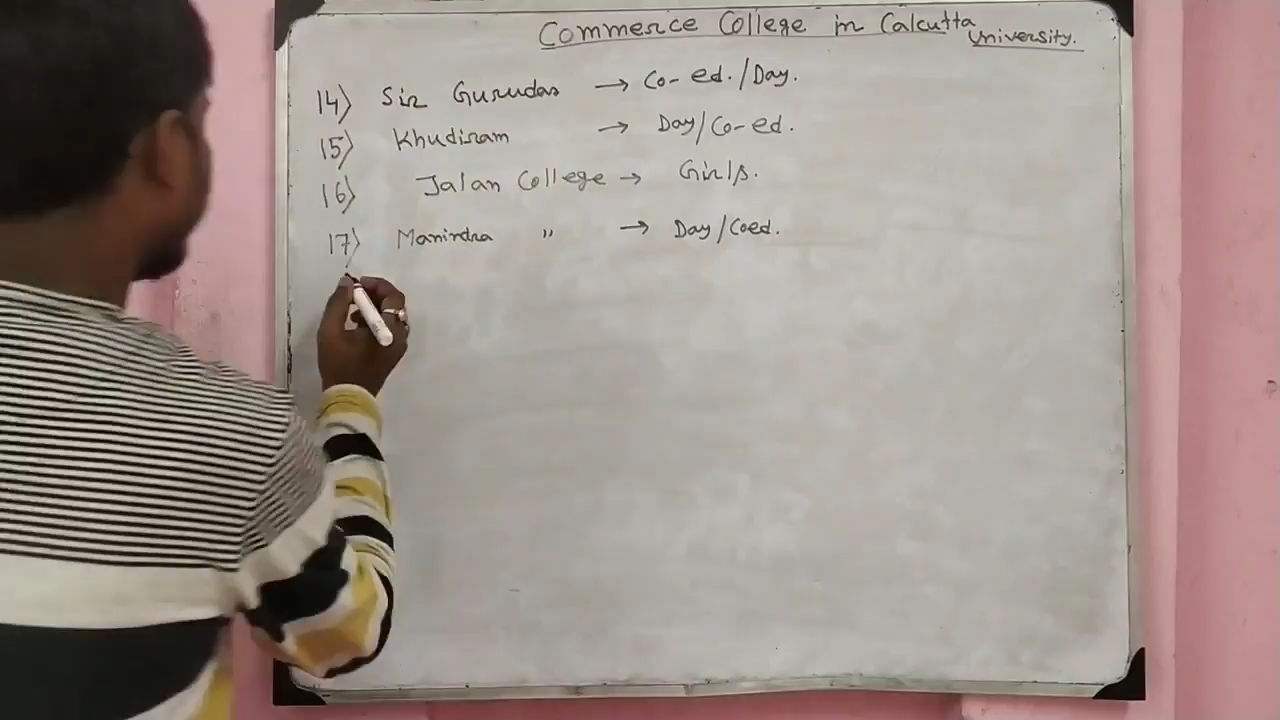 Commerce College in Calcutta University.
14) Sir Gurudas → Co-ed./Day.
15) Khudiram → Day/Co-ed.
16) Jalan College → Girls.
17) Manindra " → Day/Coed.